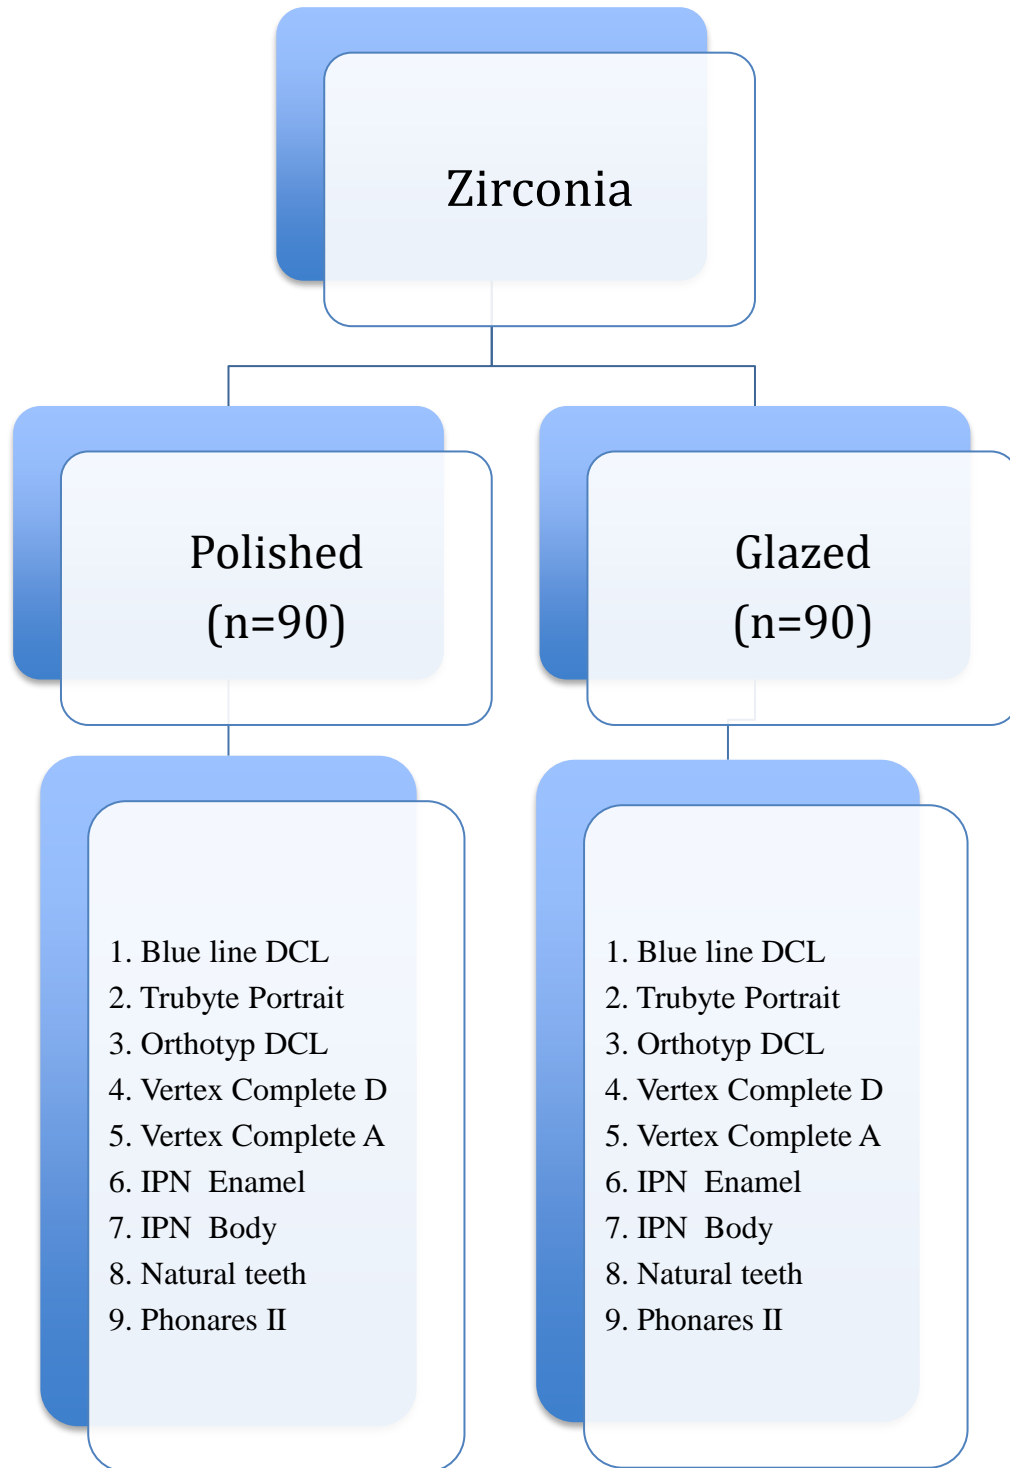 Zirconia
Polished
(n=90)
Glazed
(n=90)
1. Blue line DCL
2. Trubyte Portrait
3. Orthotyp DCL
4. Vertex Complete D
5. Vertex Complete A
6. IPN  Enamel
7. IPN  Body
8. Natural teeth
9. Phonares II
1. Blue line DCL
2. Trubyte Portrait
3. Orthotyp DCL
4. Vertex Complete D
5. Vertex Complete A
6. IPN  Enamel
7. IPN  Body
8. Natural teeth
9. Phonares II